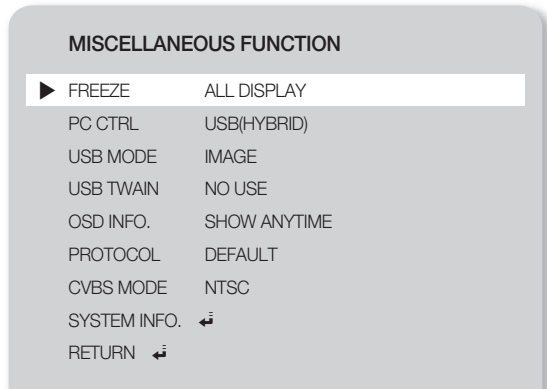 MISCELLANEOUS FUNCTION
FREEZE ALL DISPLAY
PC CTRL USB(HYBRID)
USB MODE IMAGE
USB TWAIN NO USE
OSD INFO. SHOW ANYTIME
PROTOCOL DEFAULT
CVBS MODE NTSC
SYSTEM INFO.
RETURN